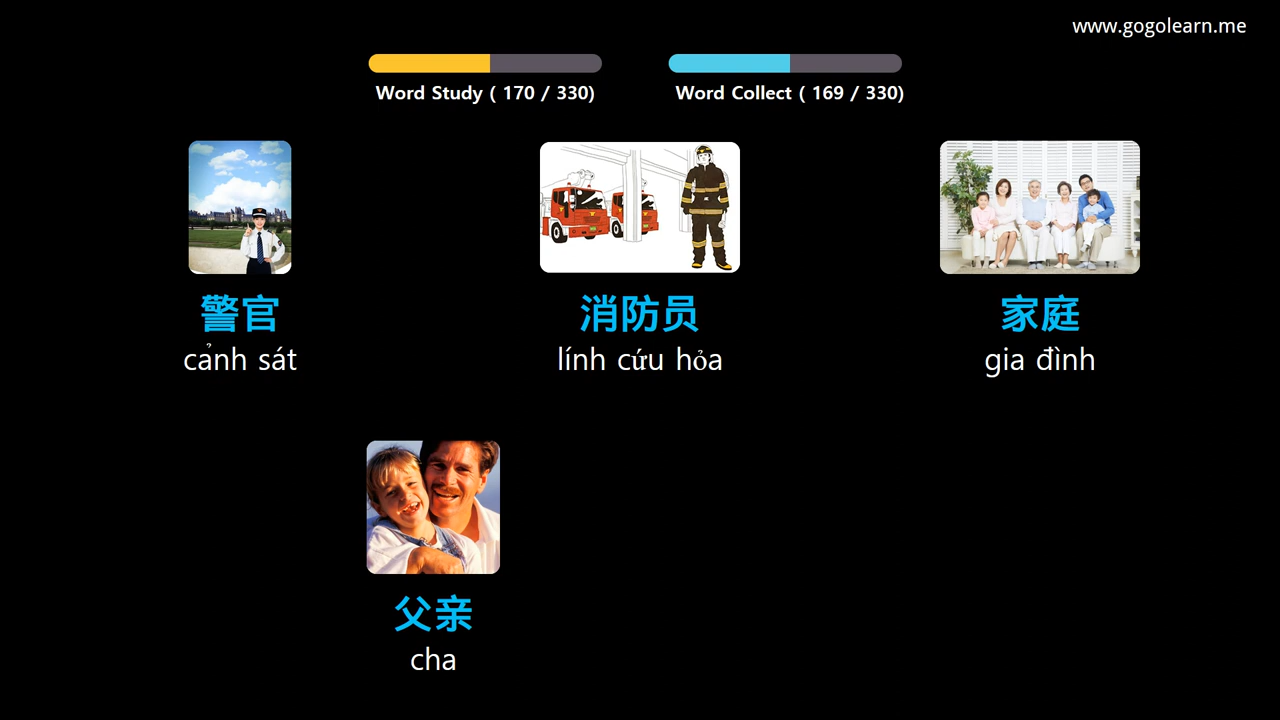 www.gogolearn.me
Word Study ( 170 / 330)
Word Collect ( 169 / 330)
警官
cảnh sát
消防员
lính cứu hỏa
家庭
gia đình
父亲
cha